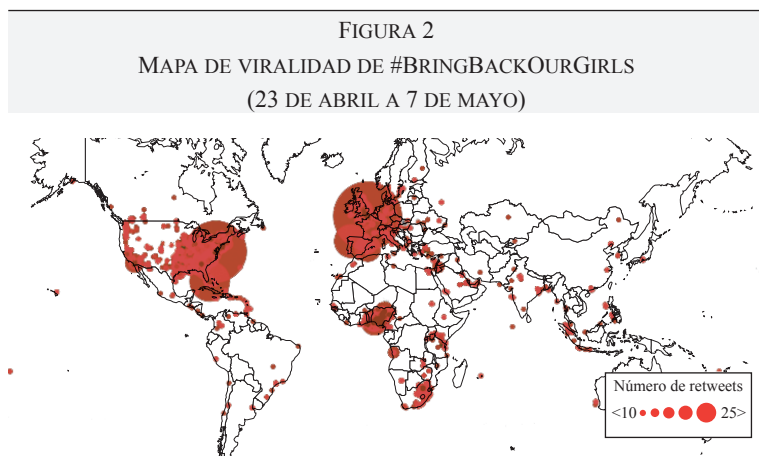 FIGURA 2
MAPA DE VIRALIDAD DE #BRINGBACKOURGIRLS
(23 DE ABRIL A 7 DE MAYO)
Número de retweets
<10 25>